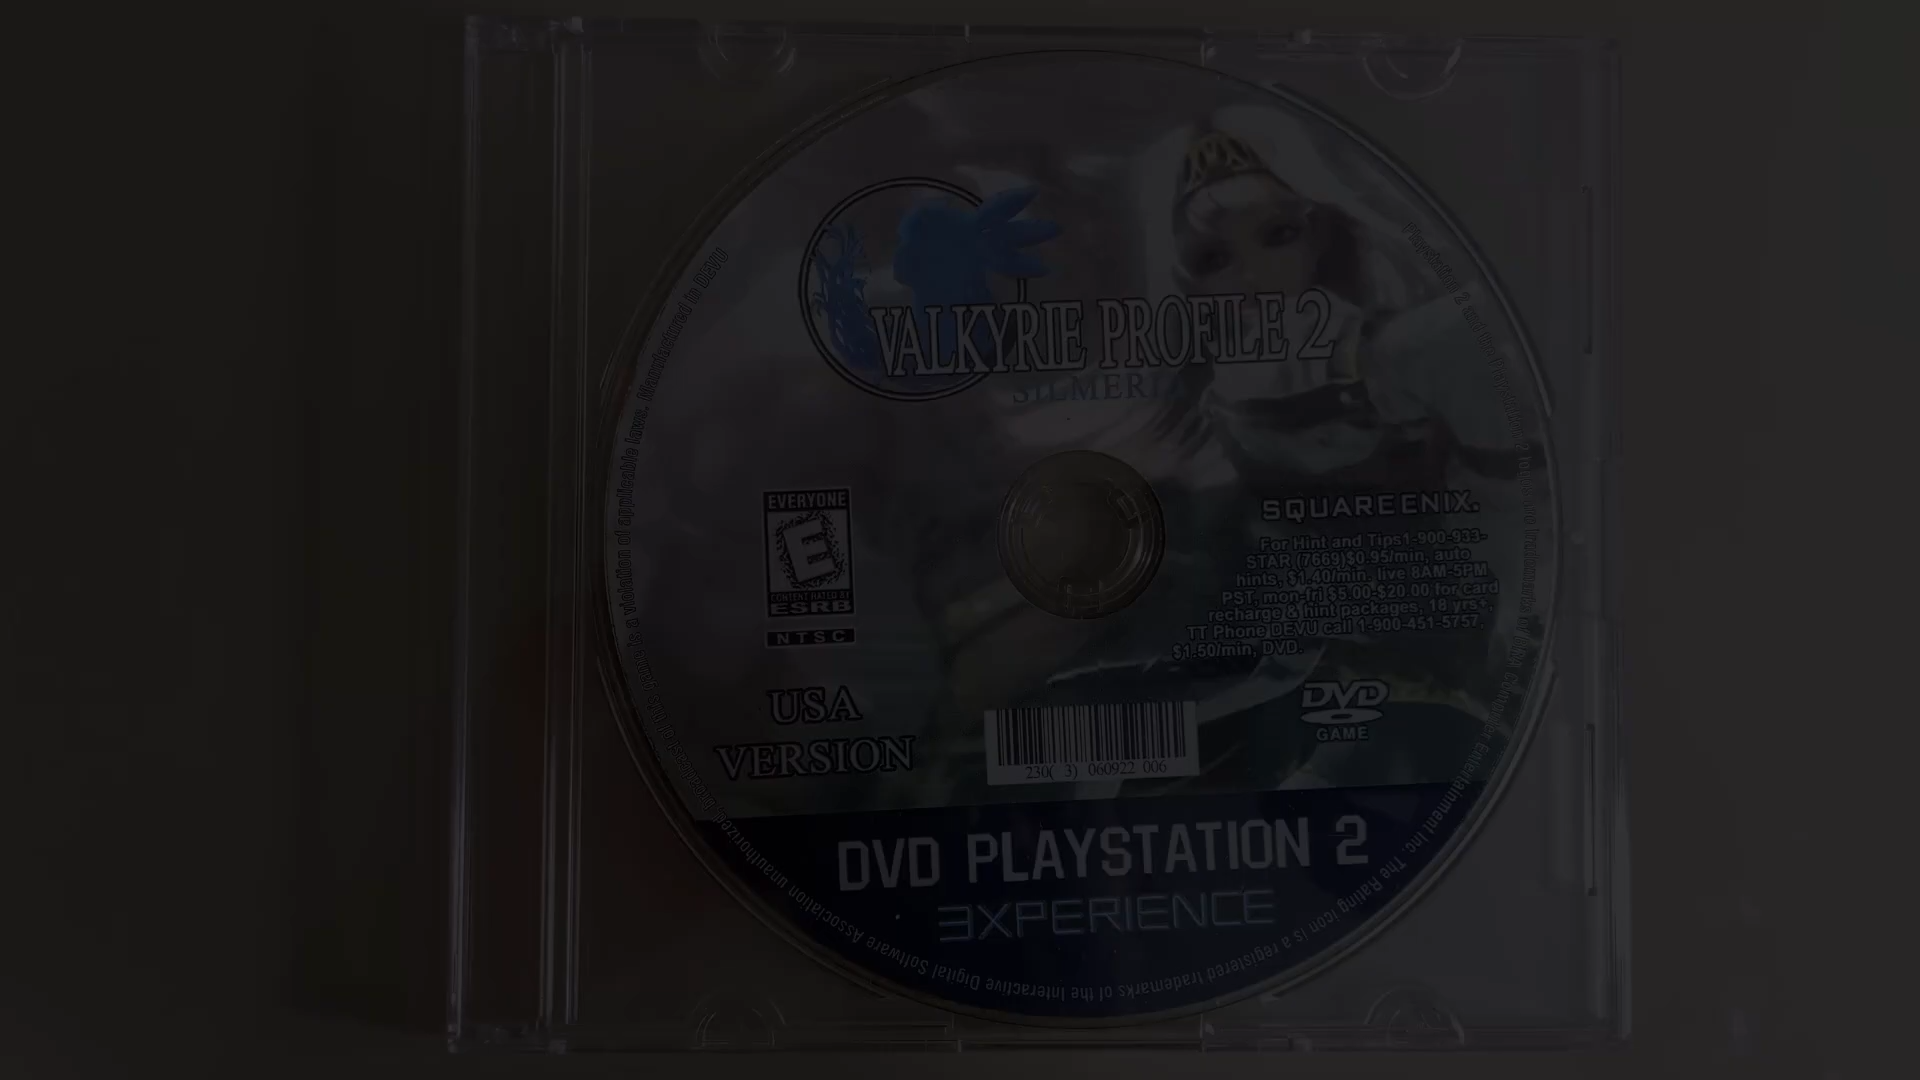 VALKYRIE PROFILE 2
SILMERIA
EVERYONE
E
CONTENT RATED BY
ESRB
NTSC
SQUARE ENIX.
For Hint and Tips1-900-933-
STAR (7669)$0.95/min, auto
hints, $1.40/min. live 8AM-5PM
PST, mon-fri $5.00-$20.00 for card
recharge & hint packages, 18 yrs+.
TT Phone DEVU call 1-900-451-5757.
$1.50/min, DVD.
USA
VERSION
230( 3) 060922 006
DVD
GAME
DVD PLAYSTATION 2
EXPERIENCE
of the Interactive Digital Software Association unauthorized
this game is a violation of applicable laws. Manufactured in DEVU
Entertainment Inc. The Rating icon is a registered trademarks